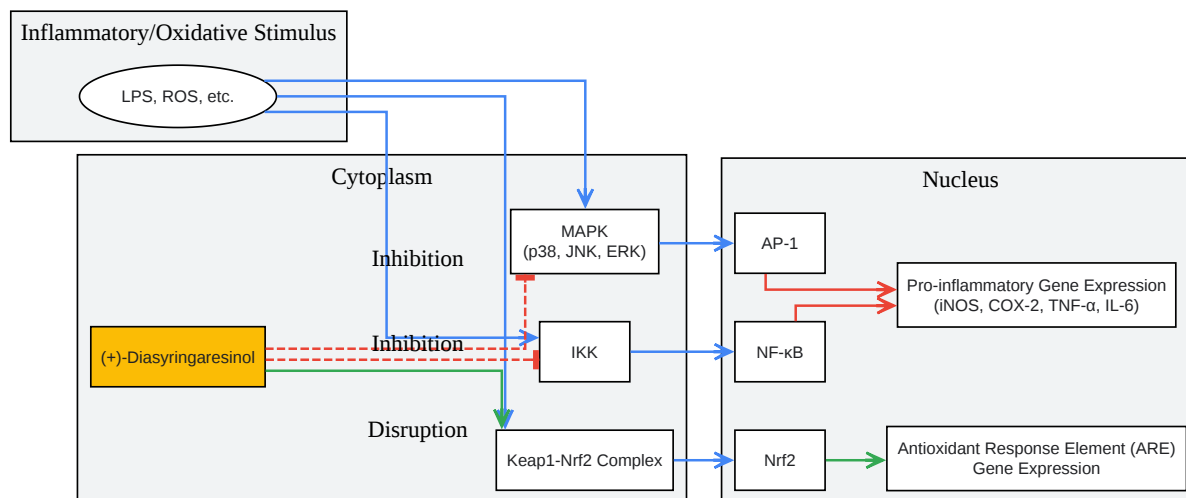 Inflammatory/Oxidative Stimulus
LPS, ROS, etc.
Cytoplasm
Nucleus
MAPK
(p38, JNK, ERK)
AP-1
Inhibition
Pro-inflammatory Gene Expression
(iNOS, COX-2, TNF-α, IL-6)
(+)-Diasyringaresinol
Inhibition
IKK
NF-κB
Disruption
Keap1-Nrf2 Complex
Nrf2
Antioxidant Response Element (ARE)
Gene Expression